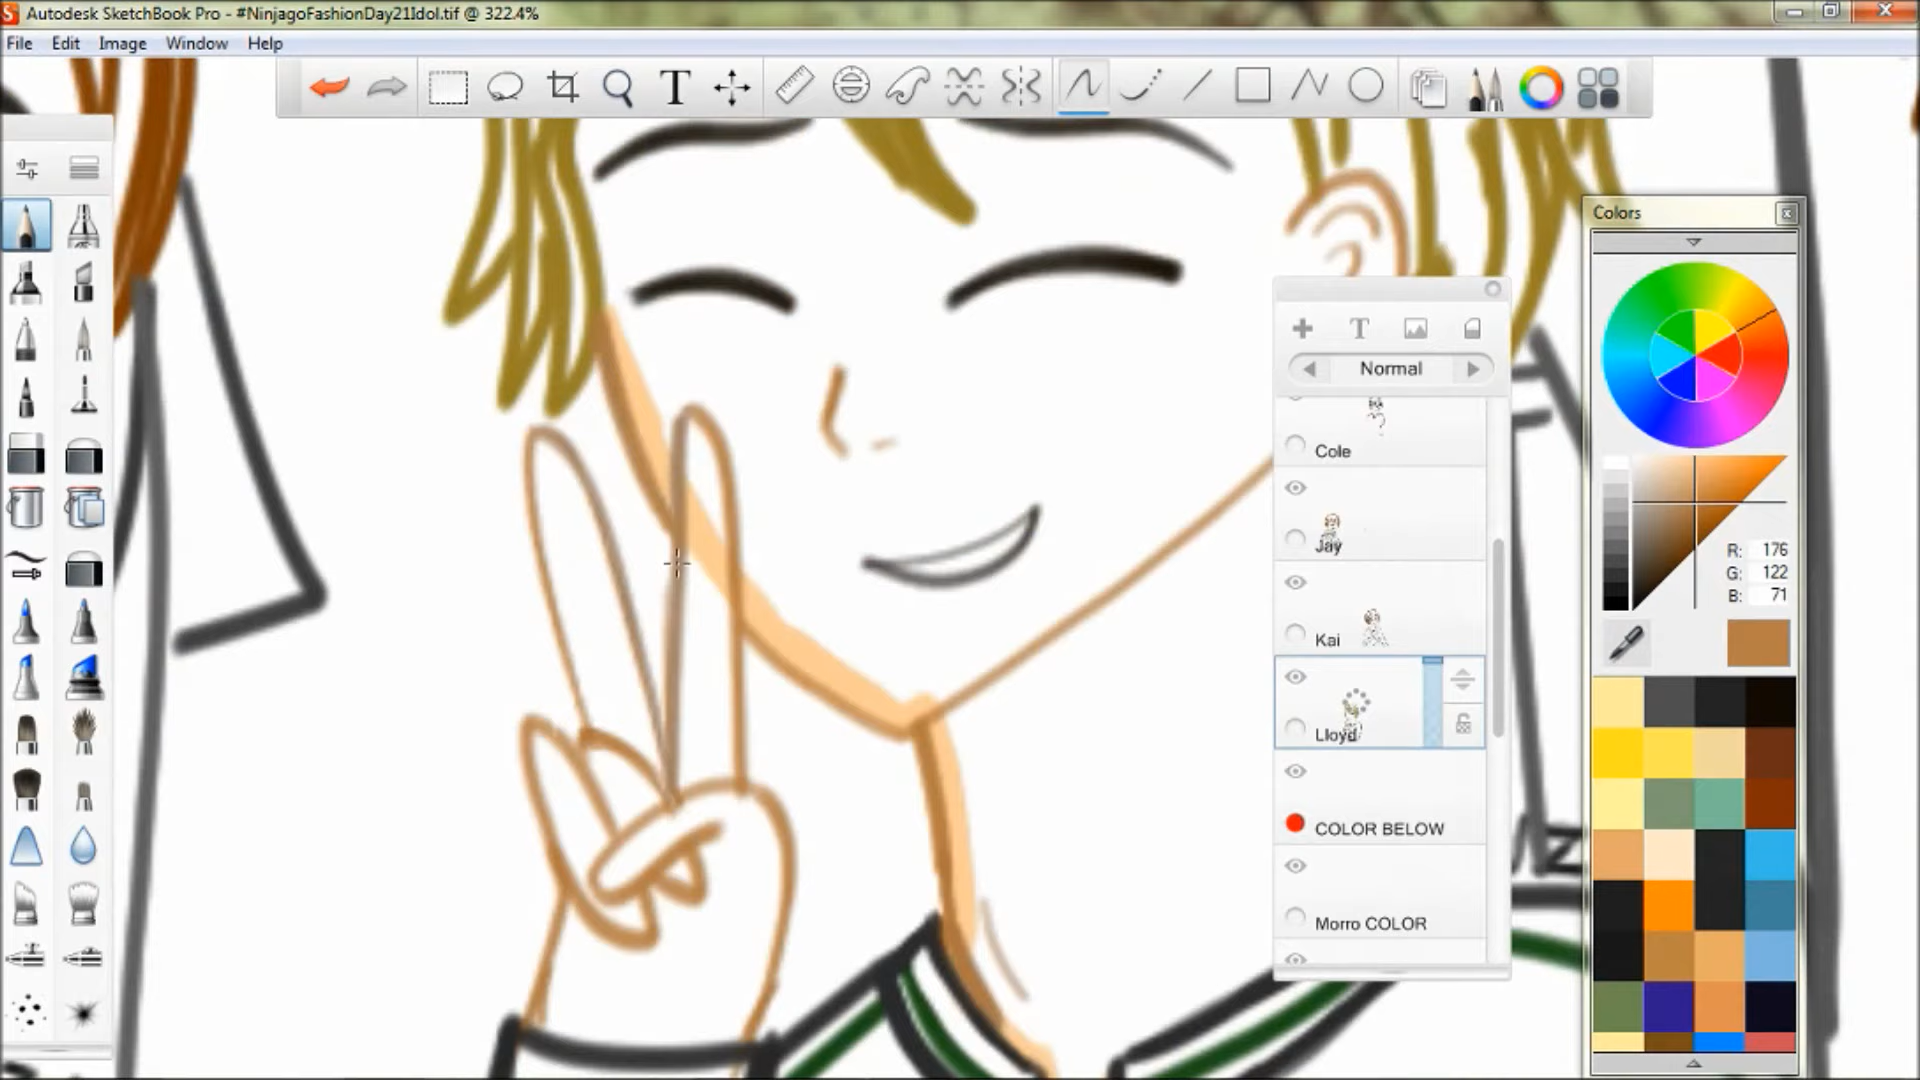 Autodesk SketchBook Pro - #NinjagoFashionDay21Idol.tif @ 322.4%
File Edit Image Window Help
T
Colors
T
Normal
Cole
Jay
Kai
Lloyd
COLOR BELOW
Morro COLOR
R: 176
G: 122
B: 71